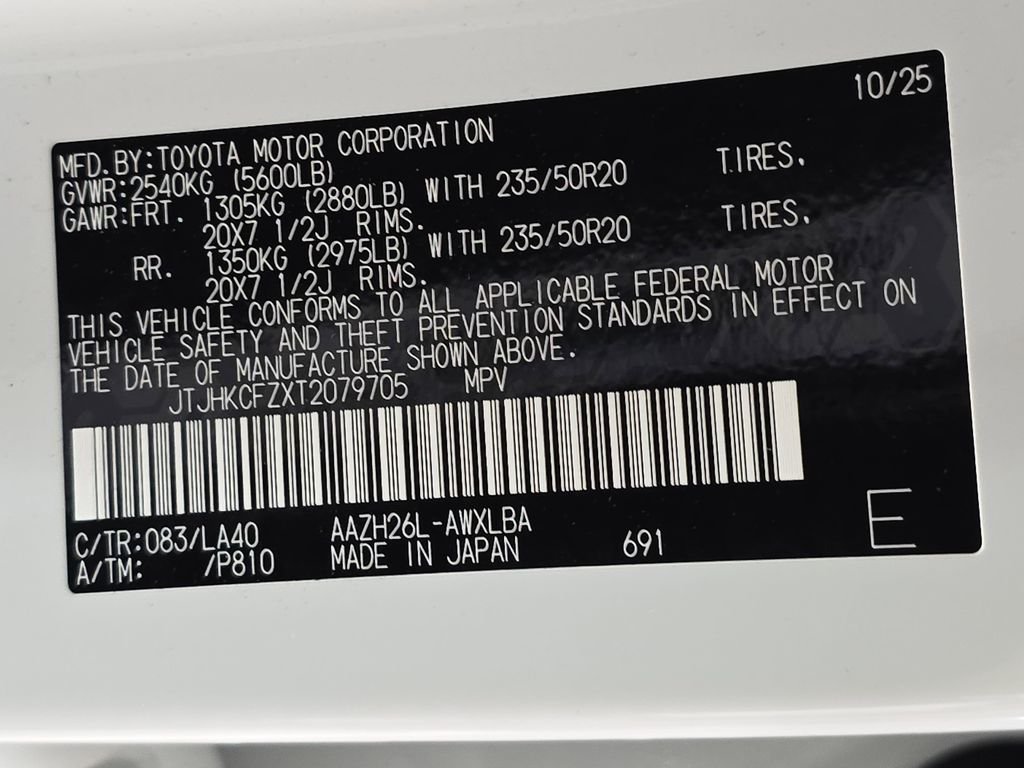 10/25
MFD.BY:TOYOTA MOTOR CORPORATION
GVWR:2540KG (5600LB)
GAWR:FRT. 1305KG (2880LB) WITH 235/50R20 TIRES.
20X7 1/2J RIMS.
RR. 1350KG (2975LB) WITH 235/50R20 TIRES.
20X7 1/2J RIMS.
THIS VEHICLE CONFORMS TO ALL APPLICABLE FEDERAL MOTOR
VEHICLE SAFETY AND THEFT PREVENTION STANDARDS IN EFFECT ON
THE DATE OF MANUFACTURE SHOWN ABOVE.
JTJHKCFZXT2079705 MPV
C/TR:083/LA40 AAZH26L-AWXLBA
A/TM: /P810 MADE IN JAPAN 691 E